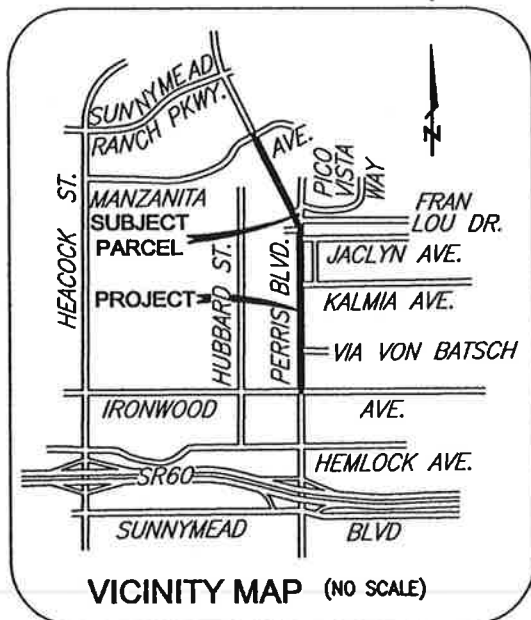 SUNNYMEAD
RANCH PKWY.
AVE.
PICO
VISTA
WAY
MANZANITA
FRAN
LOU DR.
SUBJECT
PARCEL
HEACOCK ST.
HUBBARD ST.
PERRIS BLVD.
JACLYN AVE.
PROJECT
KALMIA AVE.
VIA VON BATSCH
IRONWOOD
AVE.
HEMLOCK AVE.
SR60
SUNNYMEAD
BLVD
N
VICINITY MAP (NO SCALE)